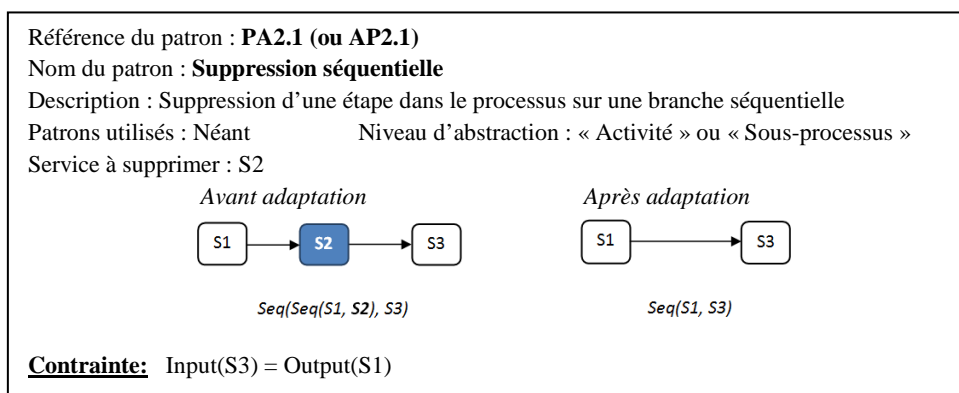 Référence du patron : PA2.1 (ou AP2.1)
Nom du patron : Suppression séquentielle
Description : Suppression d’une étape dans le processus sur une branche séquentielle
Patrons utilisés : Néant Niveau d’abstraction : « Activité » ou « Sous-processus »
Service à supprimer : S2
Avant adaptation Après adaptation
S1 S2 S3 S1 S3
Seq(Seq(S1, S2), S3) Seq(S1, S3)
Contrainte: Input(S3) = Output(S1)